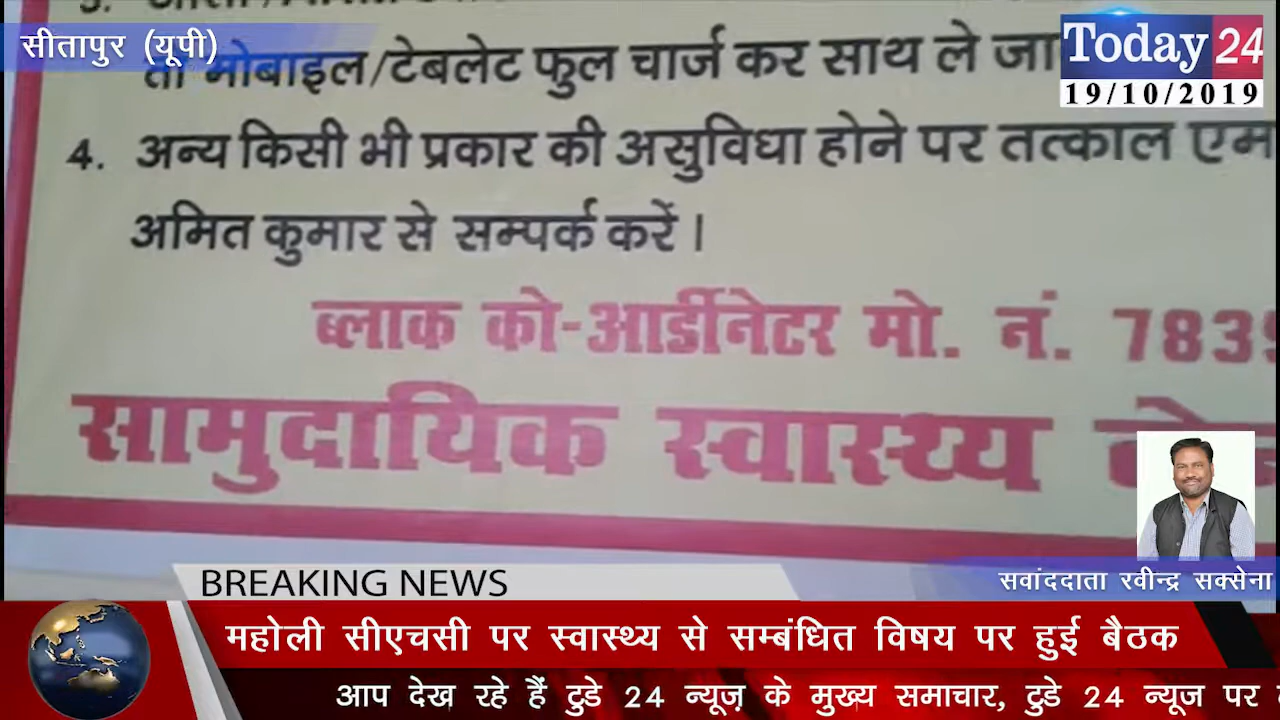 सीतापुर (यूपी)
Today 24
19/10/2019
तो मोबाइल/टेबलेट फुल चार्ज कर साथ ले जा
4. अन्य किसी भी प्रकार की असुविधा होने पर तत्काल एम
अमित कुमार से सम्पर्क करें।
ब्लाक को-आर्डीनेटर मो. नं. 7839
सामुदायिक स्वास्थ्य
सवांददाता रवीन्द्र सक्सेना
BREAKING NEWS
महोली सीएचसी पर स्वास्थ्य से सम्बंधित विषय पर हुई बैठक
आप देख रहे हैं टुडे 24 न्यूज़ के मुख्य समाचार, टुडे 24 न्यूज पर